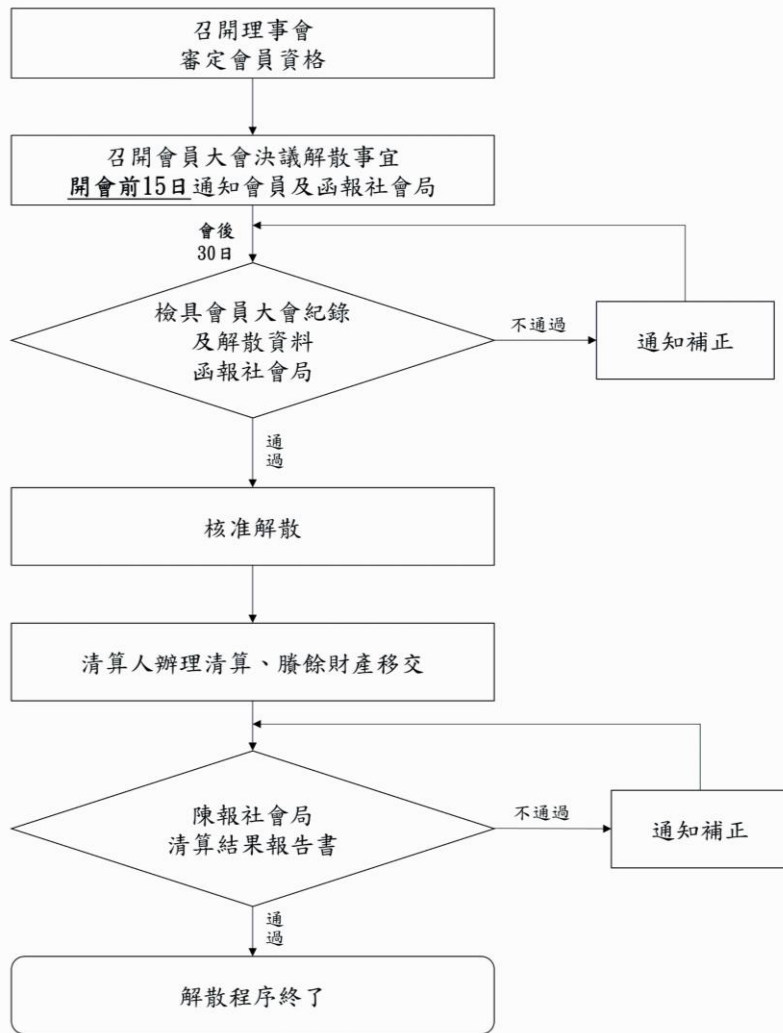 召開理事會
審定會員資格
召開會員大會決議解散事宜
開會前15日通知會員及函報社會局
會後
30日
檢具會員大會紀錄
及解散資料
函報社會局
不通過
通知補正
通
過
核准解散
清算人辦理清算、賸餘財產移交
陳報社會局
清算結果報告書
不通過
通知補正
通
過
解散程序終了